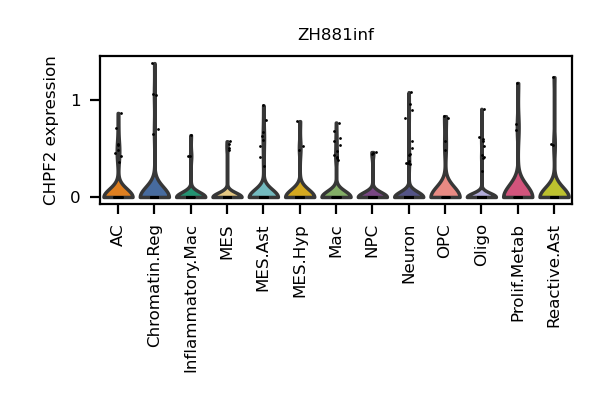 ZH881inf
CHPF2 expression
1
0
AC
Chromatin.Reg
Inflammatory.Mac
MES
MES.Ast
MES.Hyp
Mac
NPC
Neuron
OPC
Oligo
Prolif.Metab
Reactive.Ast